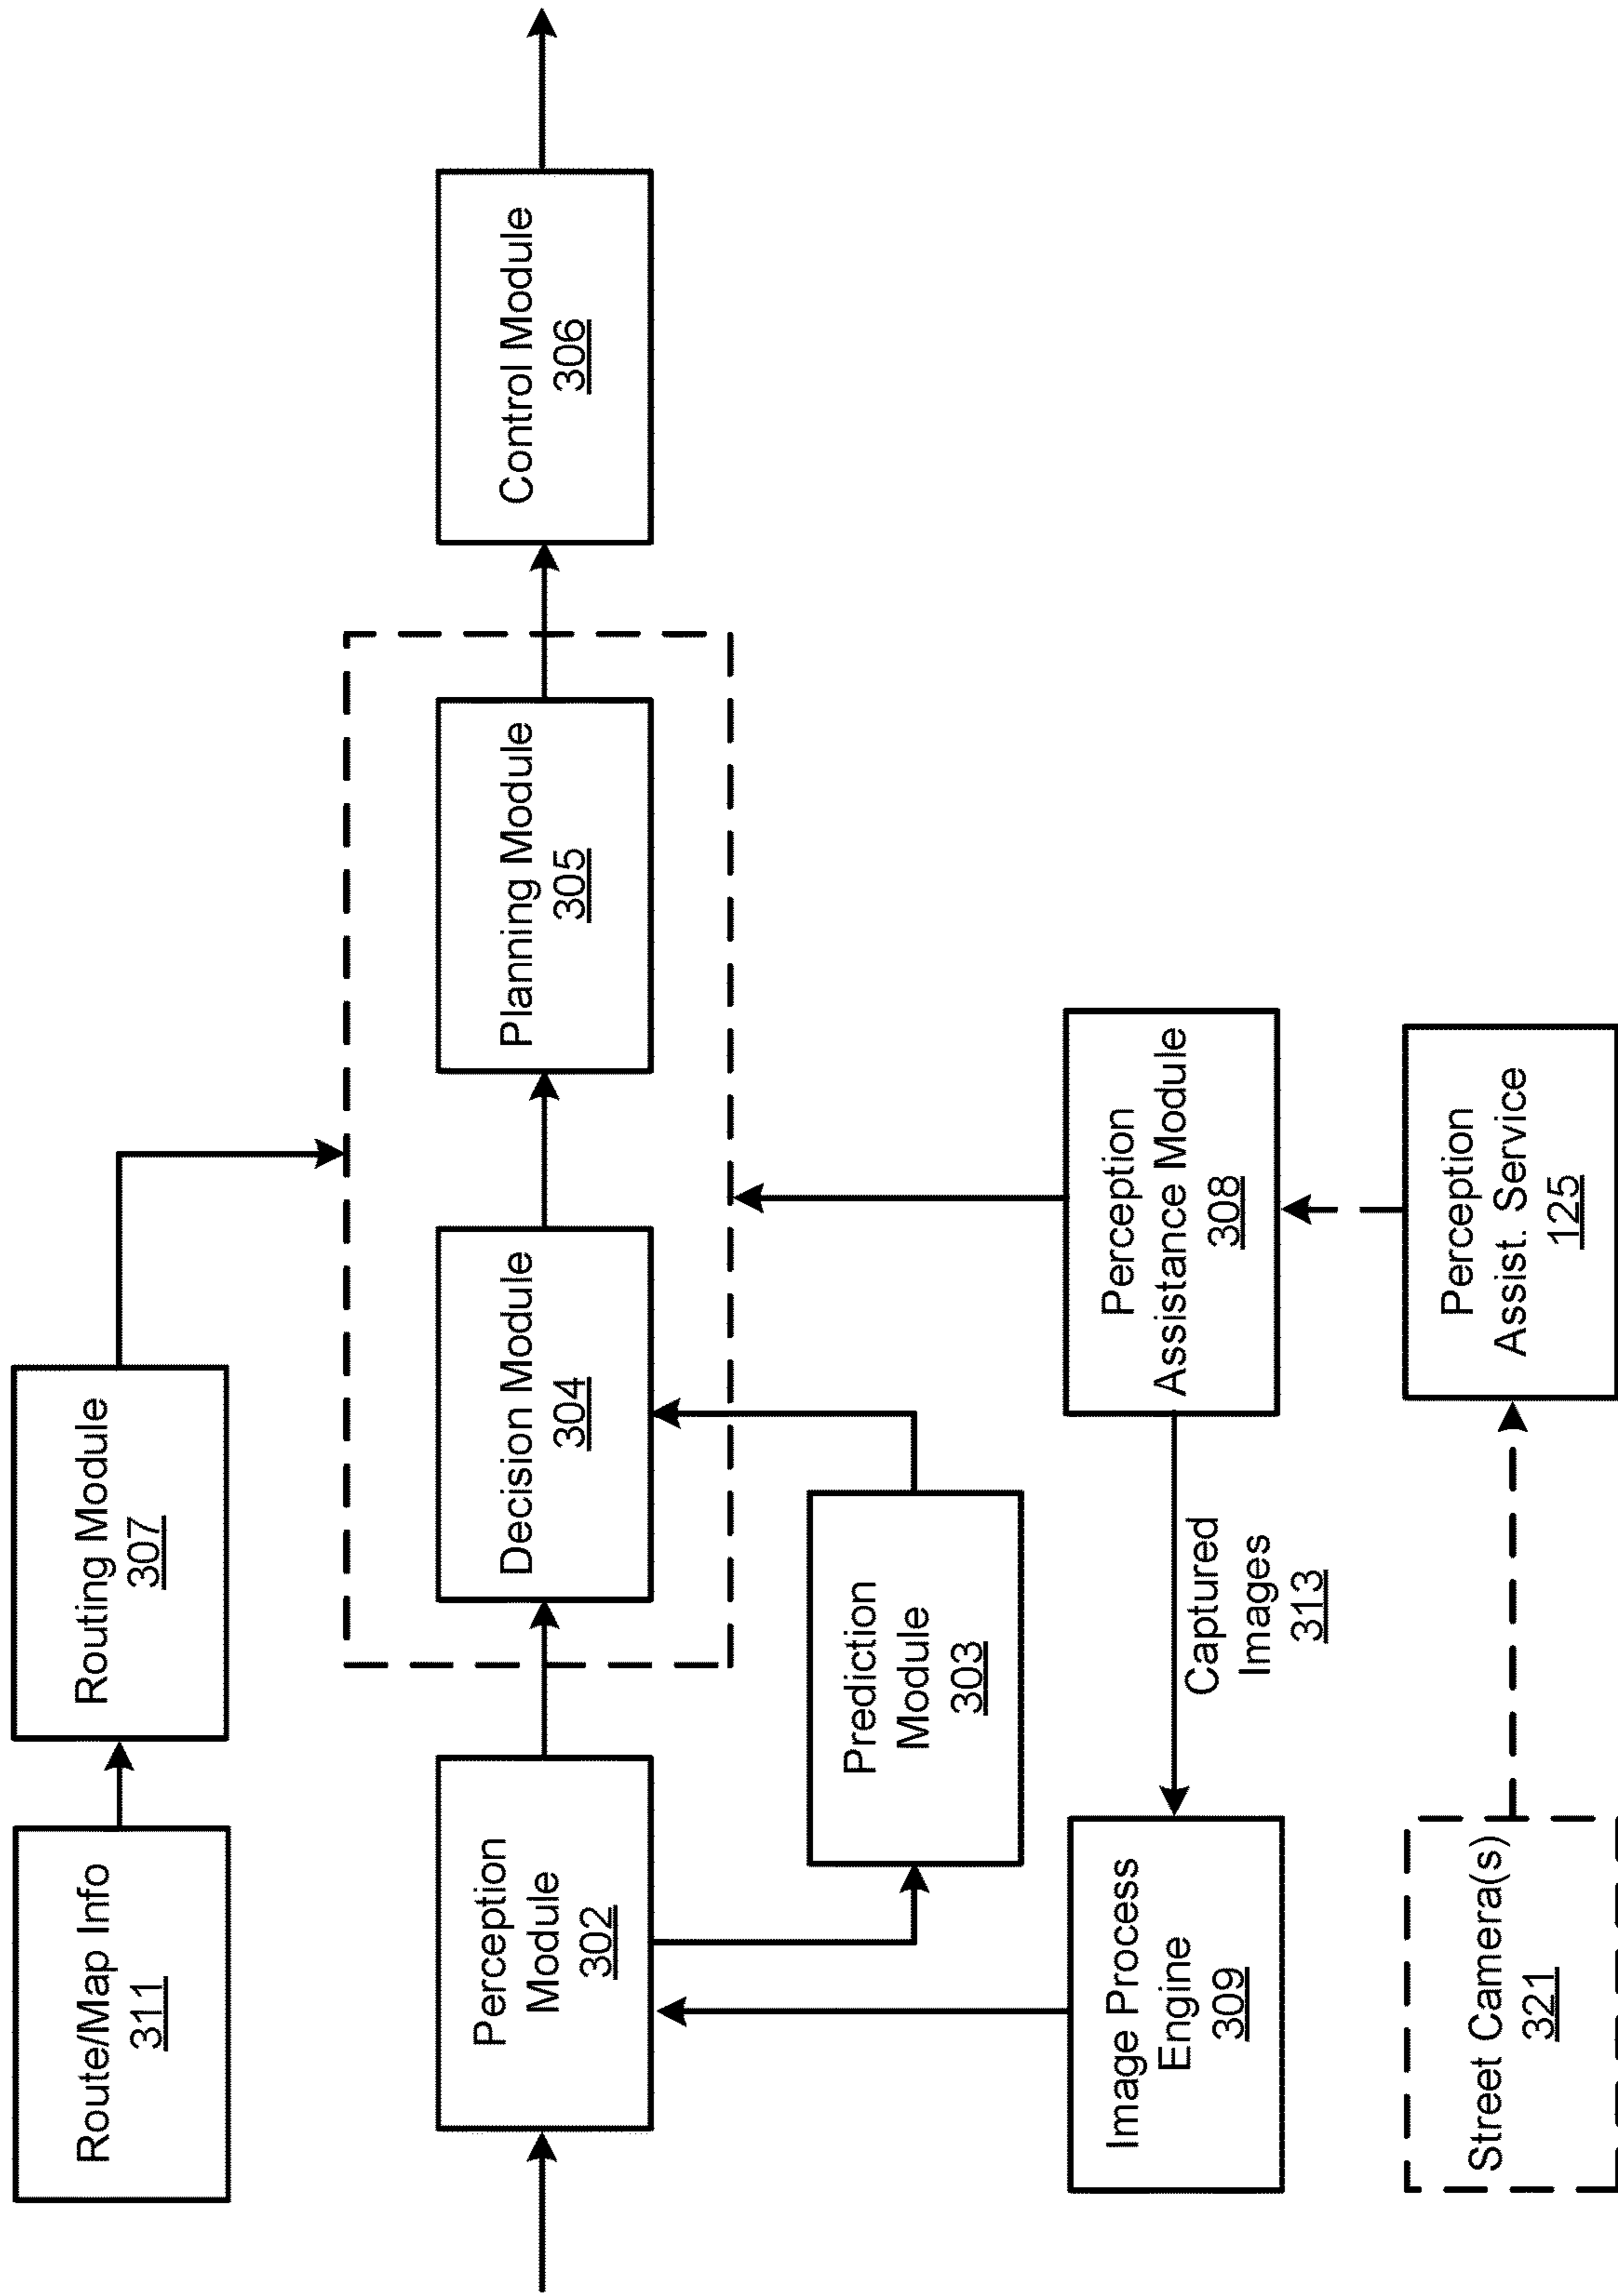 Route/Map Info
311
Routing Module
307
Perception
Module
302
Decision Module
304
Planning Module
305
Control Module
306
Prediction
Module
303
Image Process
Engine
309
Captured
Images
313
Perception
Assistance Module
308
Street Camera(s)
321
Perception
Assist. Service
125